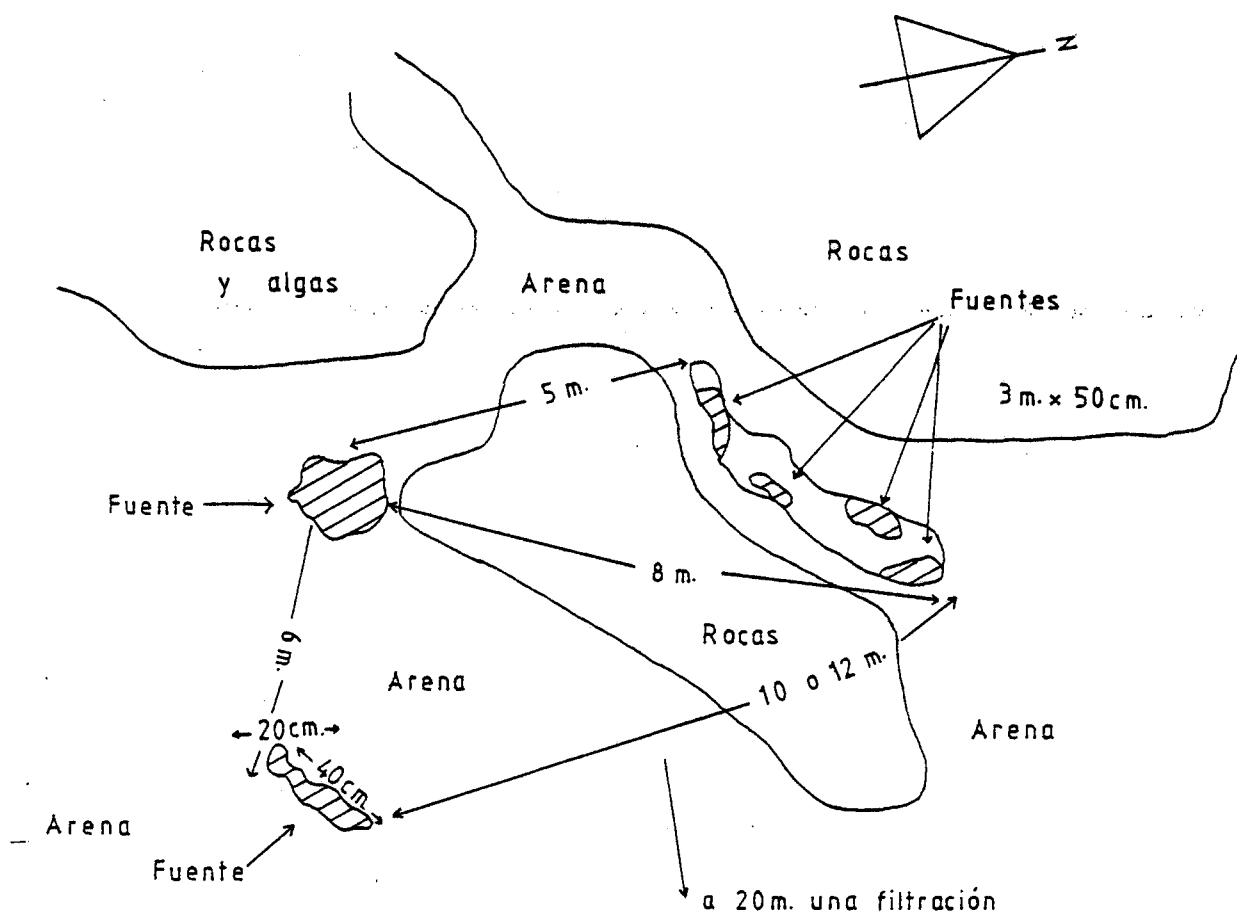 N
Rocas
y algas
Arena
Rocas
Fuentes
5 m.
3 m. x 50 cm.
Fuente
8 m.
6 m.
Rocas
Arena
10 a 12 m.
20 cm.
40 cm
Arena
Arena
Fuente
a 20 m. una filtración